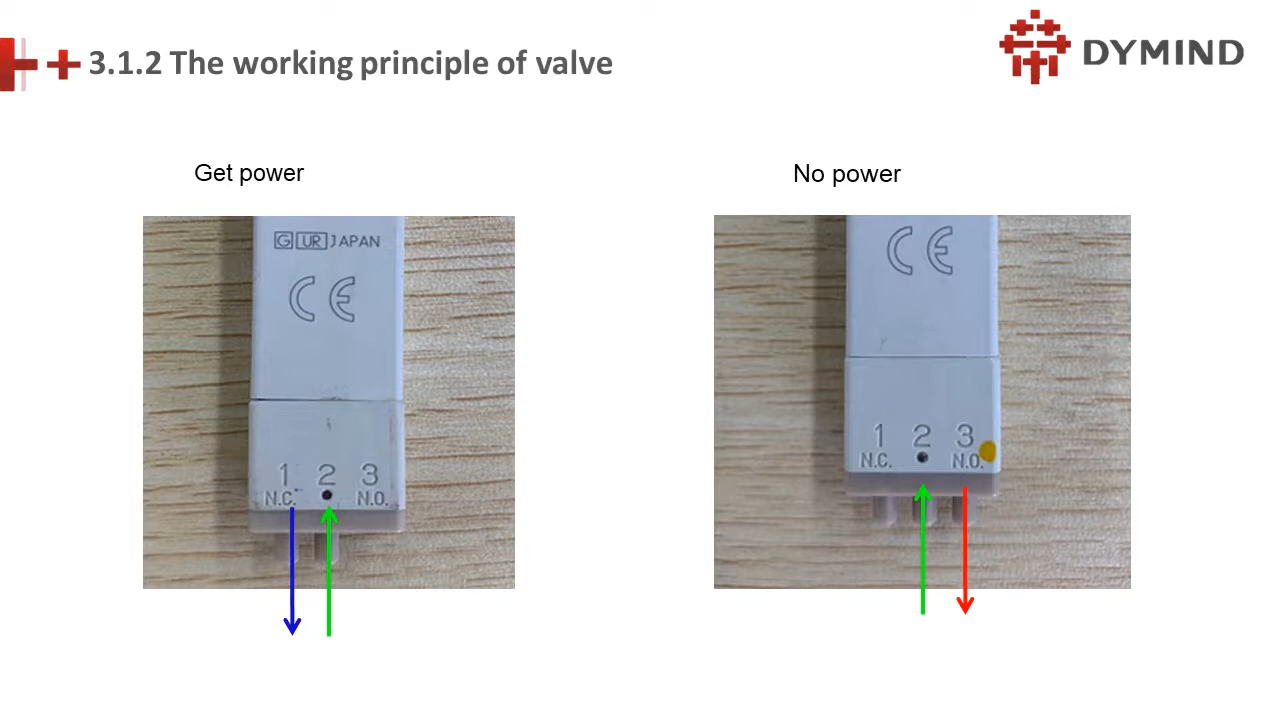 3.1.2 The working principle of valve
DYMIND
Get power
No power
G UR JAPAN
CE
1 2 3
N.C. N.O.
CE
1 2 3
N.C. N.O.